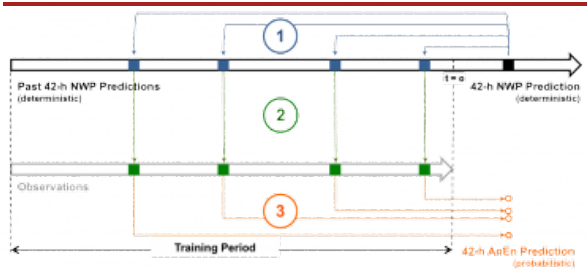 1
t = 0
Past 42-h NWP Predictions
(deterministic)
42-h NWP Prediction
(deterministic)
2
Observations
3
Training Period
42-h AnEn Prediction
(probabilistic)